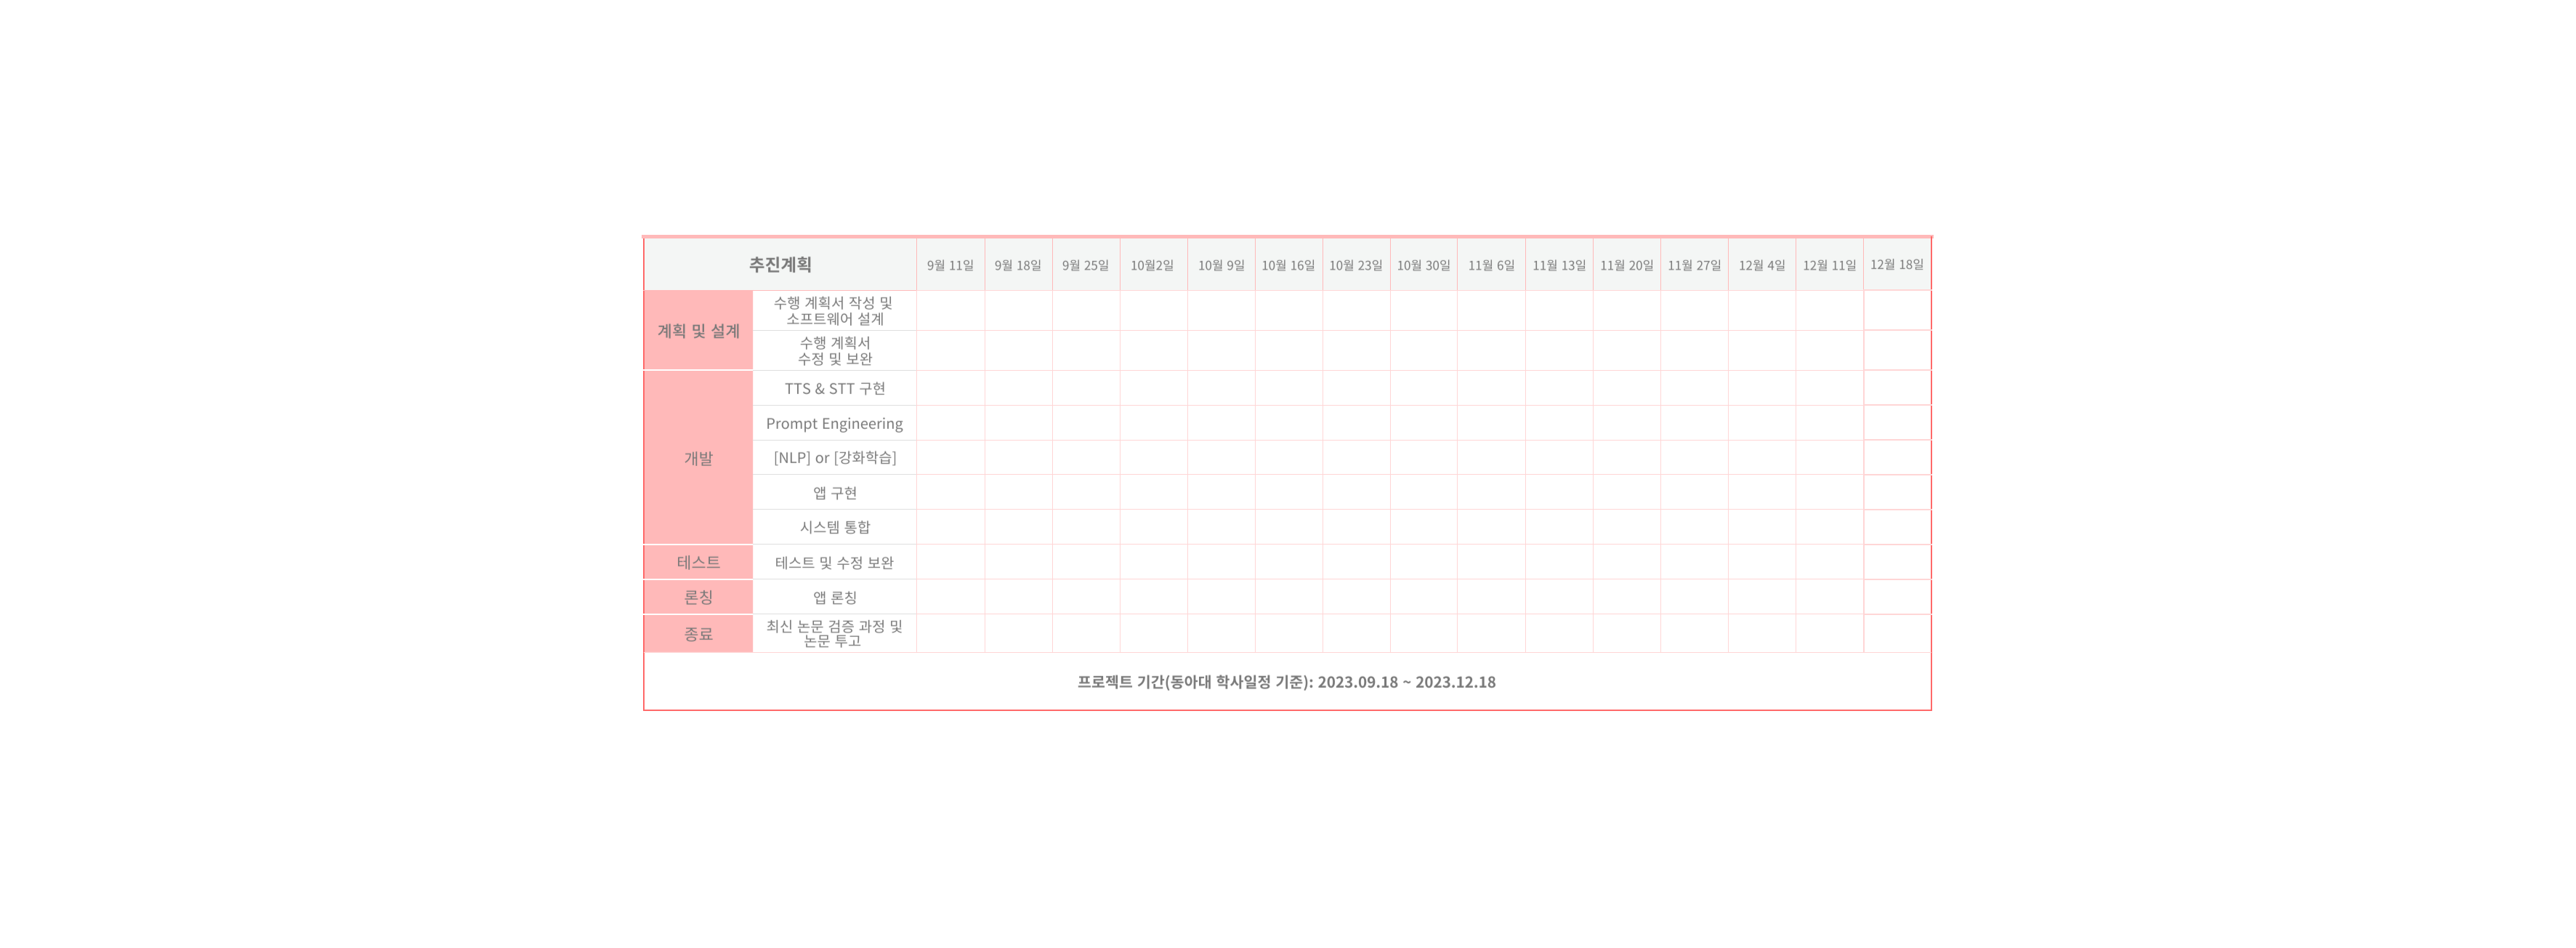 추진계획
9월 11일
9월 18일
9월 25일
10월2일
10월 9일
10월 16일
10월 23일
10월 30일
11월 6일
11월 13일
11월 20일
11월 27일
12월 4일
12월 11일
12월 18일
계획 및 설계
수행 계획서 작성 및
소프트웨어 설계
수행 계획서
수정 및 보완
개발
TTS & STT 구현
Prompt Engineering
[NLP] or [강화학습]
앱 구현
시스템 통합
테스트
테스트 및 수정 보완
론칭
앱 론칭
종료
최신 논문 검증 과정 및
논문 투고
프로젝트 기간(동아대 학사일정 기준): 2023.09.18 ~ 2023.12.18